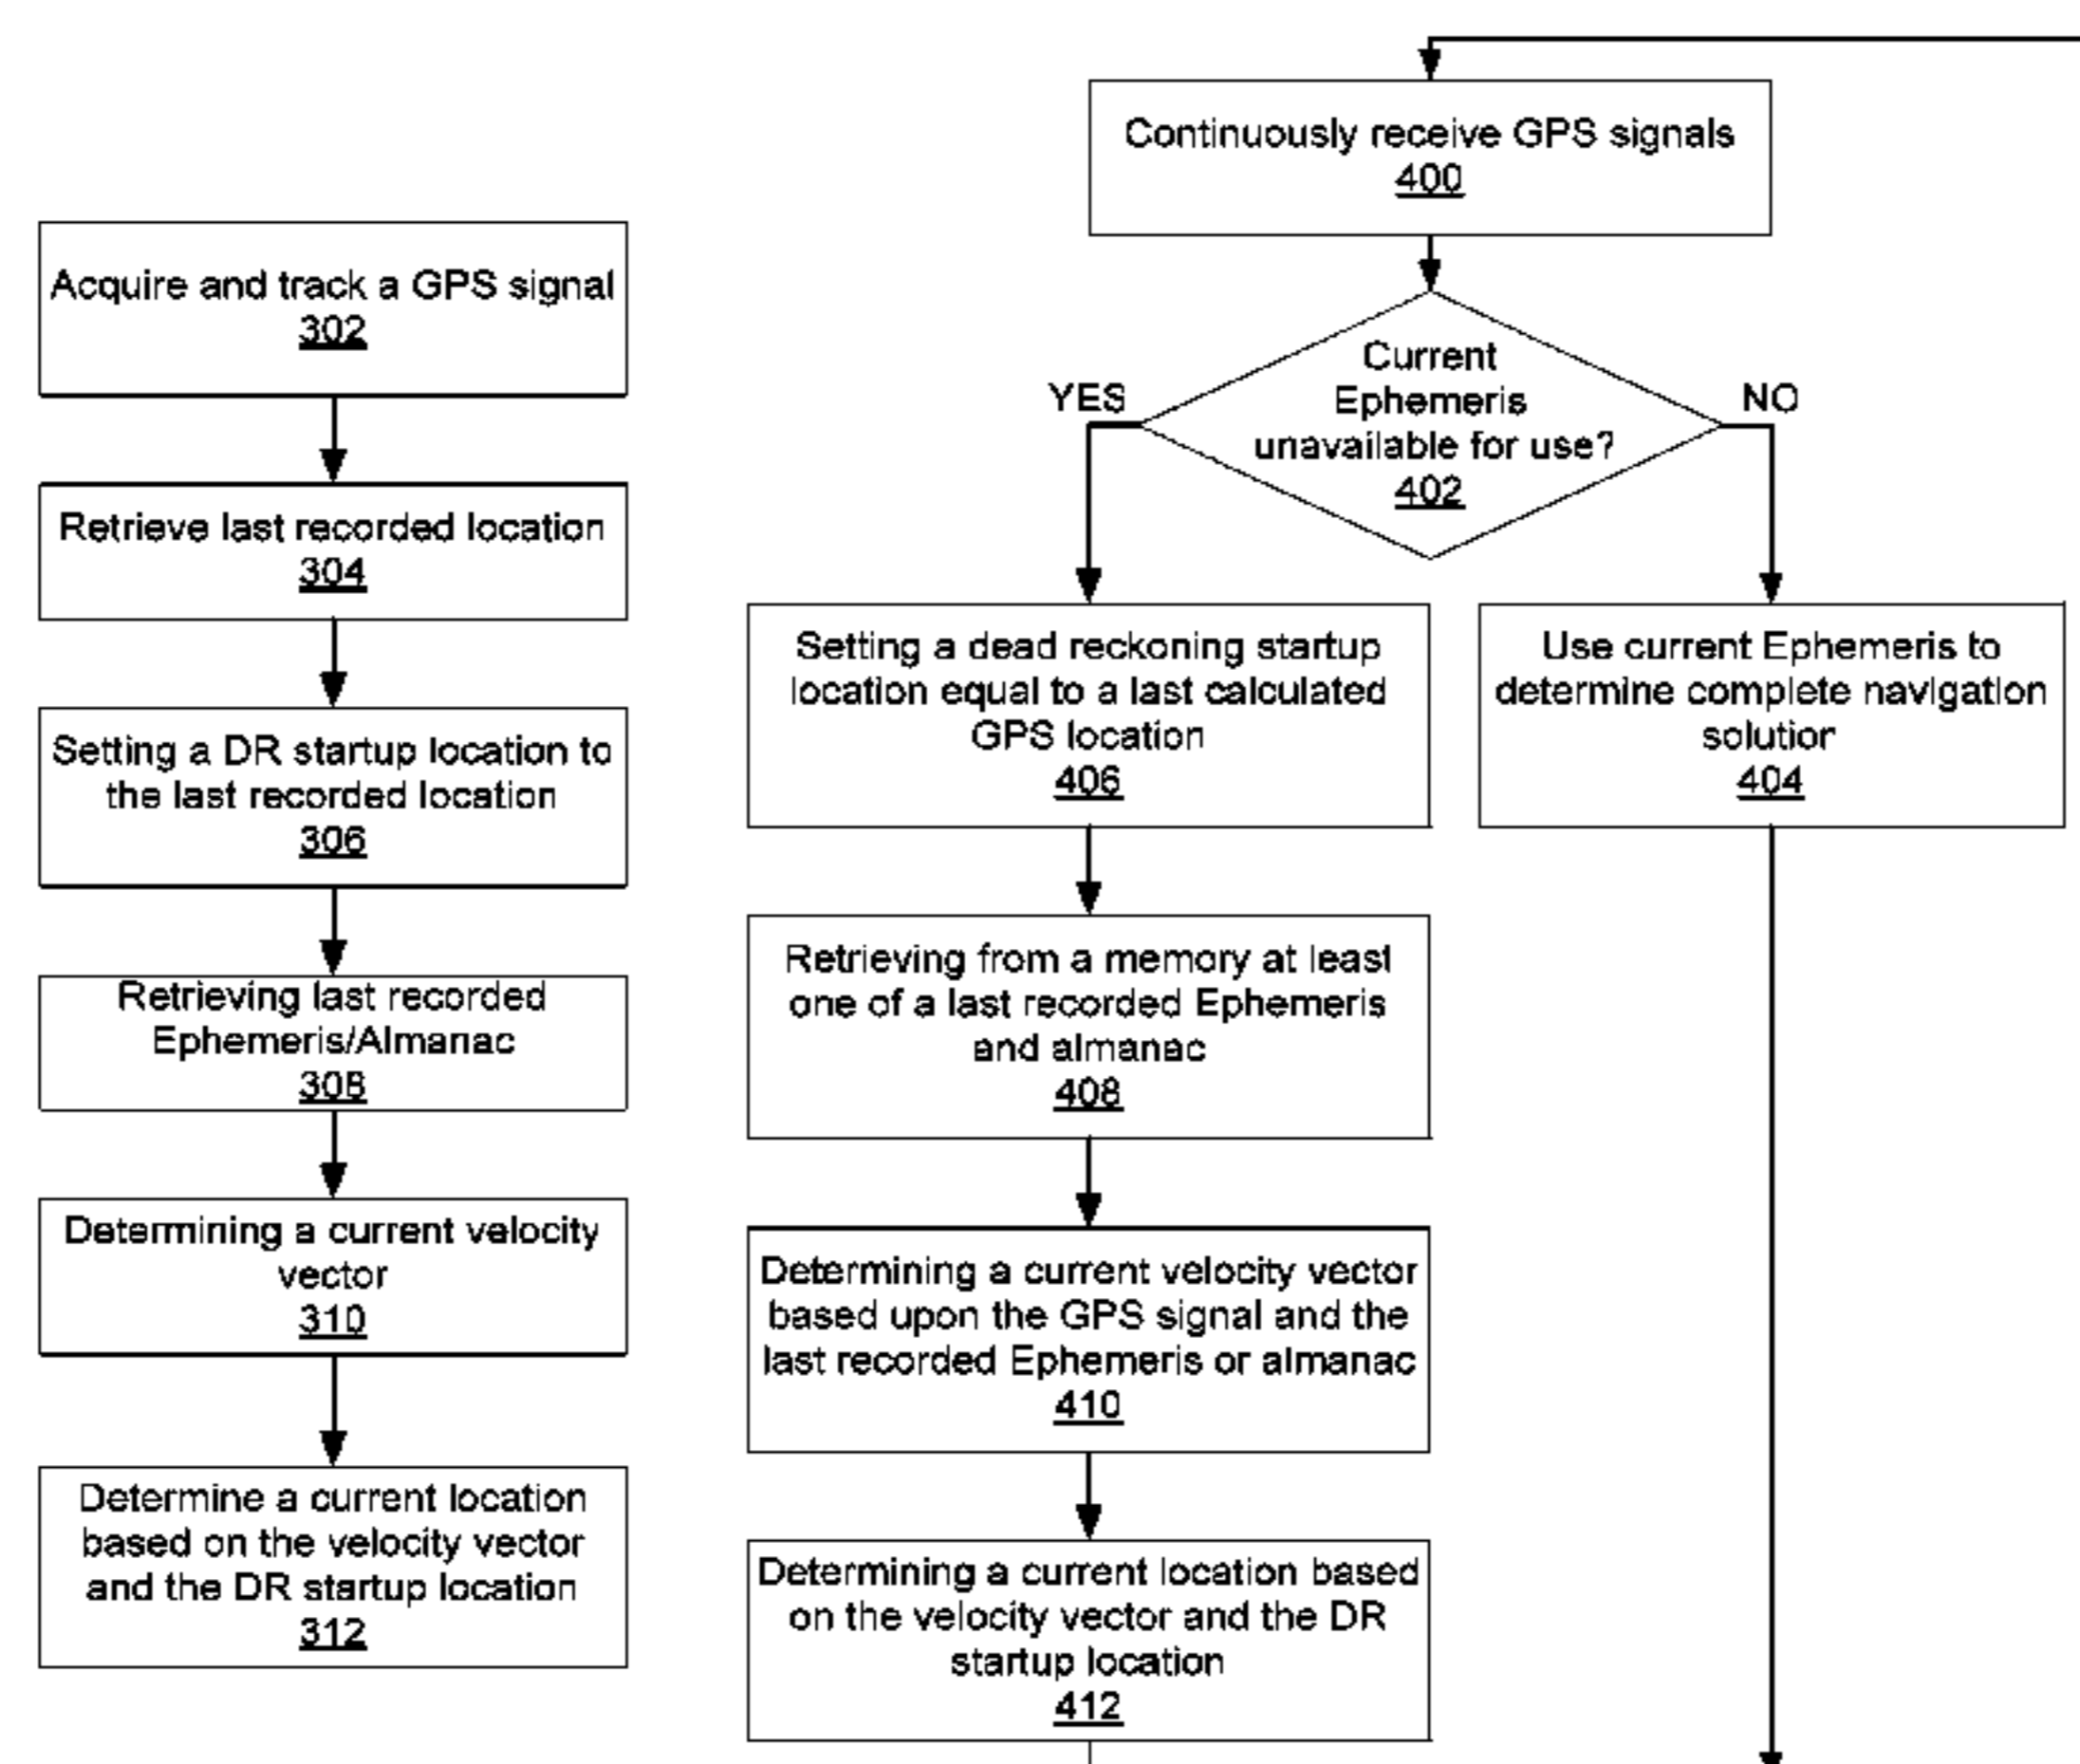 Acquire and track a GPS signal
302
Retrieve last recorded location
304
Setting a DR startup location to
the last recorded location
306
Retrieving last recorded
Ephemeris/Almanac
308
Determining a current velocity
vector
310
Determine a current location
based on the velocity vector
and the DR startup location
312
Continuously receive GPS signals
400
Current
Ephemeris
unavailable for use?
402
YES
NO
Setting a dead reckoning startup
location equal to a last calculated
GPS location
406
Use current Ephemeris to
determine complete navigation
solution
404
Retrieving from a memory at least
one of a last recorded Ephemeris
and almanac
408
Determining a current velocity vector
based upon the GPS signal and the
last recorded Ephemeris or almanac
410
Determining a current location based
on the velocity vector and the DR
startup location
412